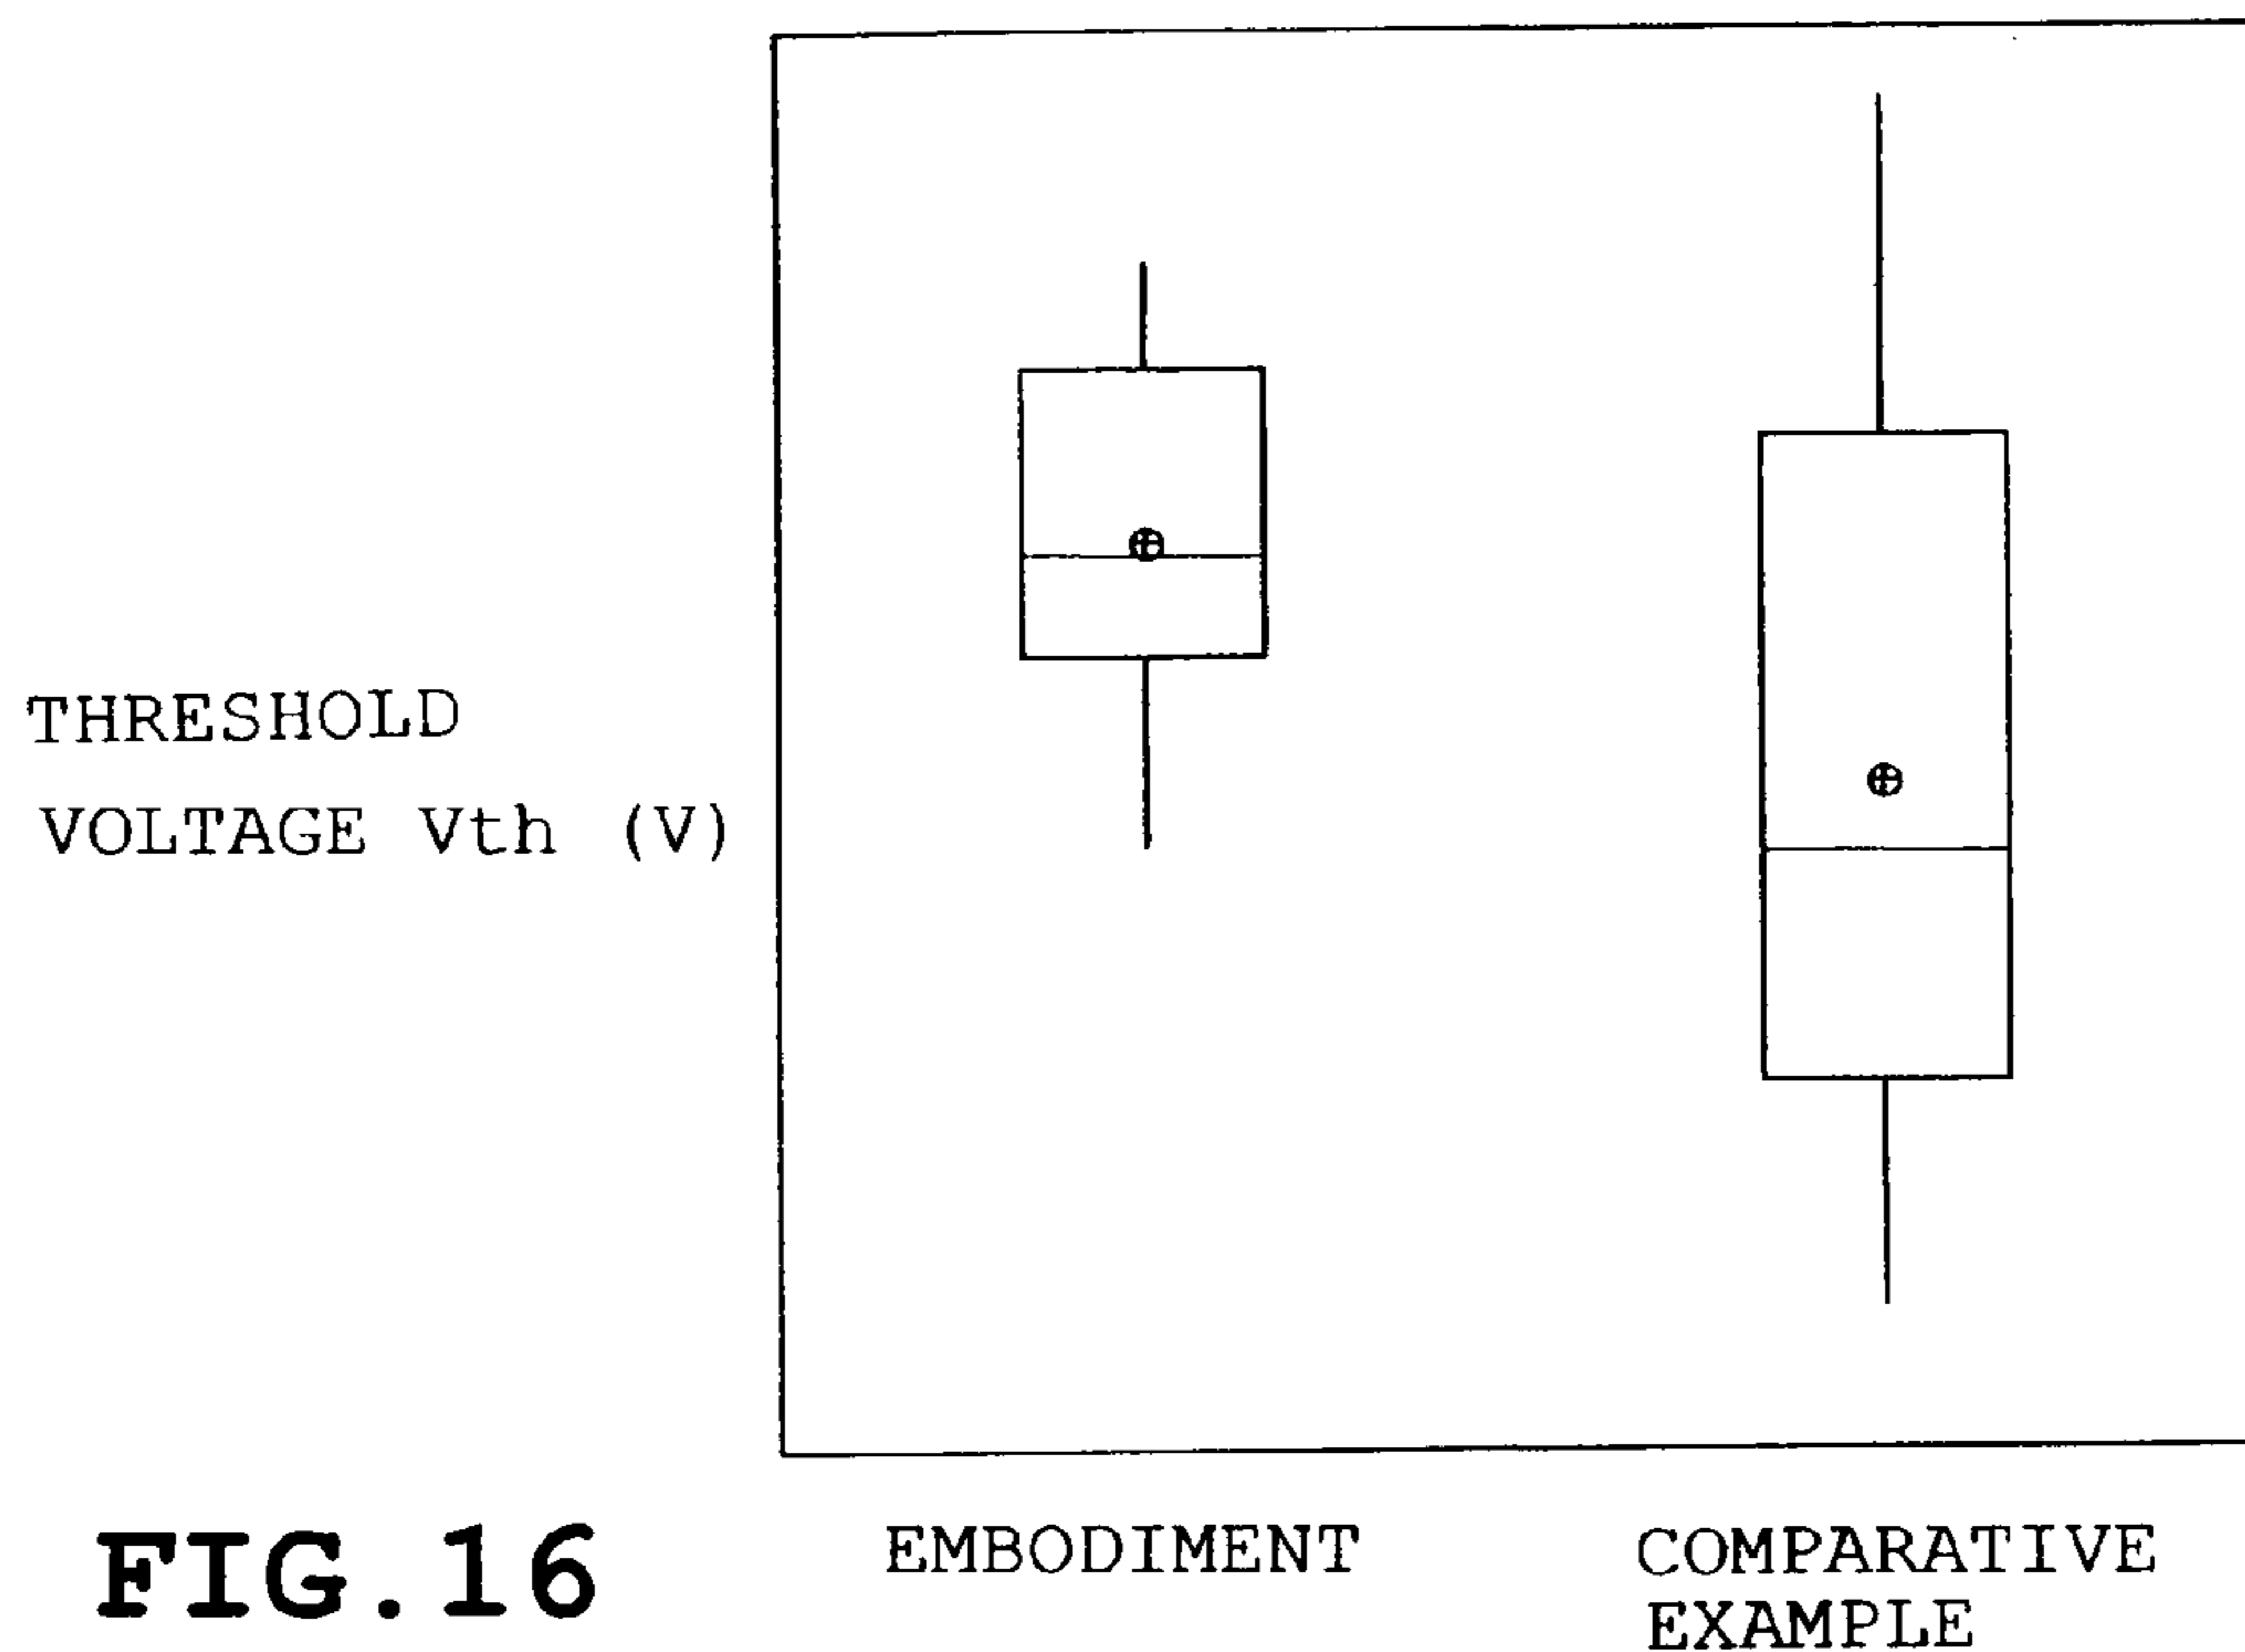 THRESHOLD
VOLTAGE Vth (V)
EMBODIMENT
COMPARATIVE
EXAMPLE
FIG.16